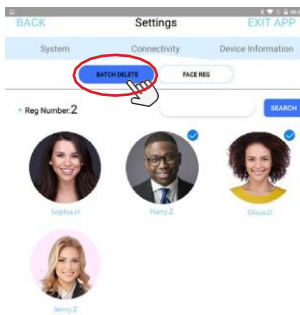 BACK Settings EXIT APP
System Connectivity Device Information
BATCH DELETE FACE REG
Reg Number:2 SEARCH
Sophia.H Harry.Z Olivia.D
Jenny.Z